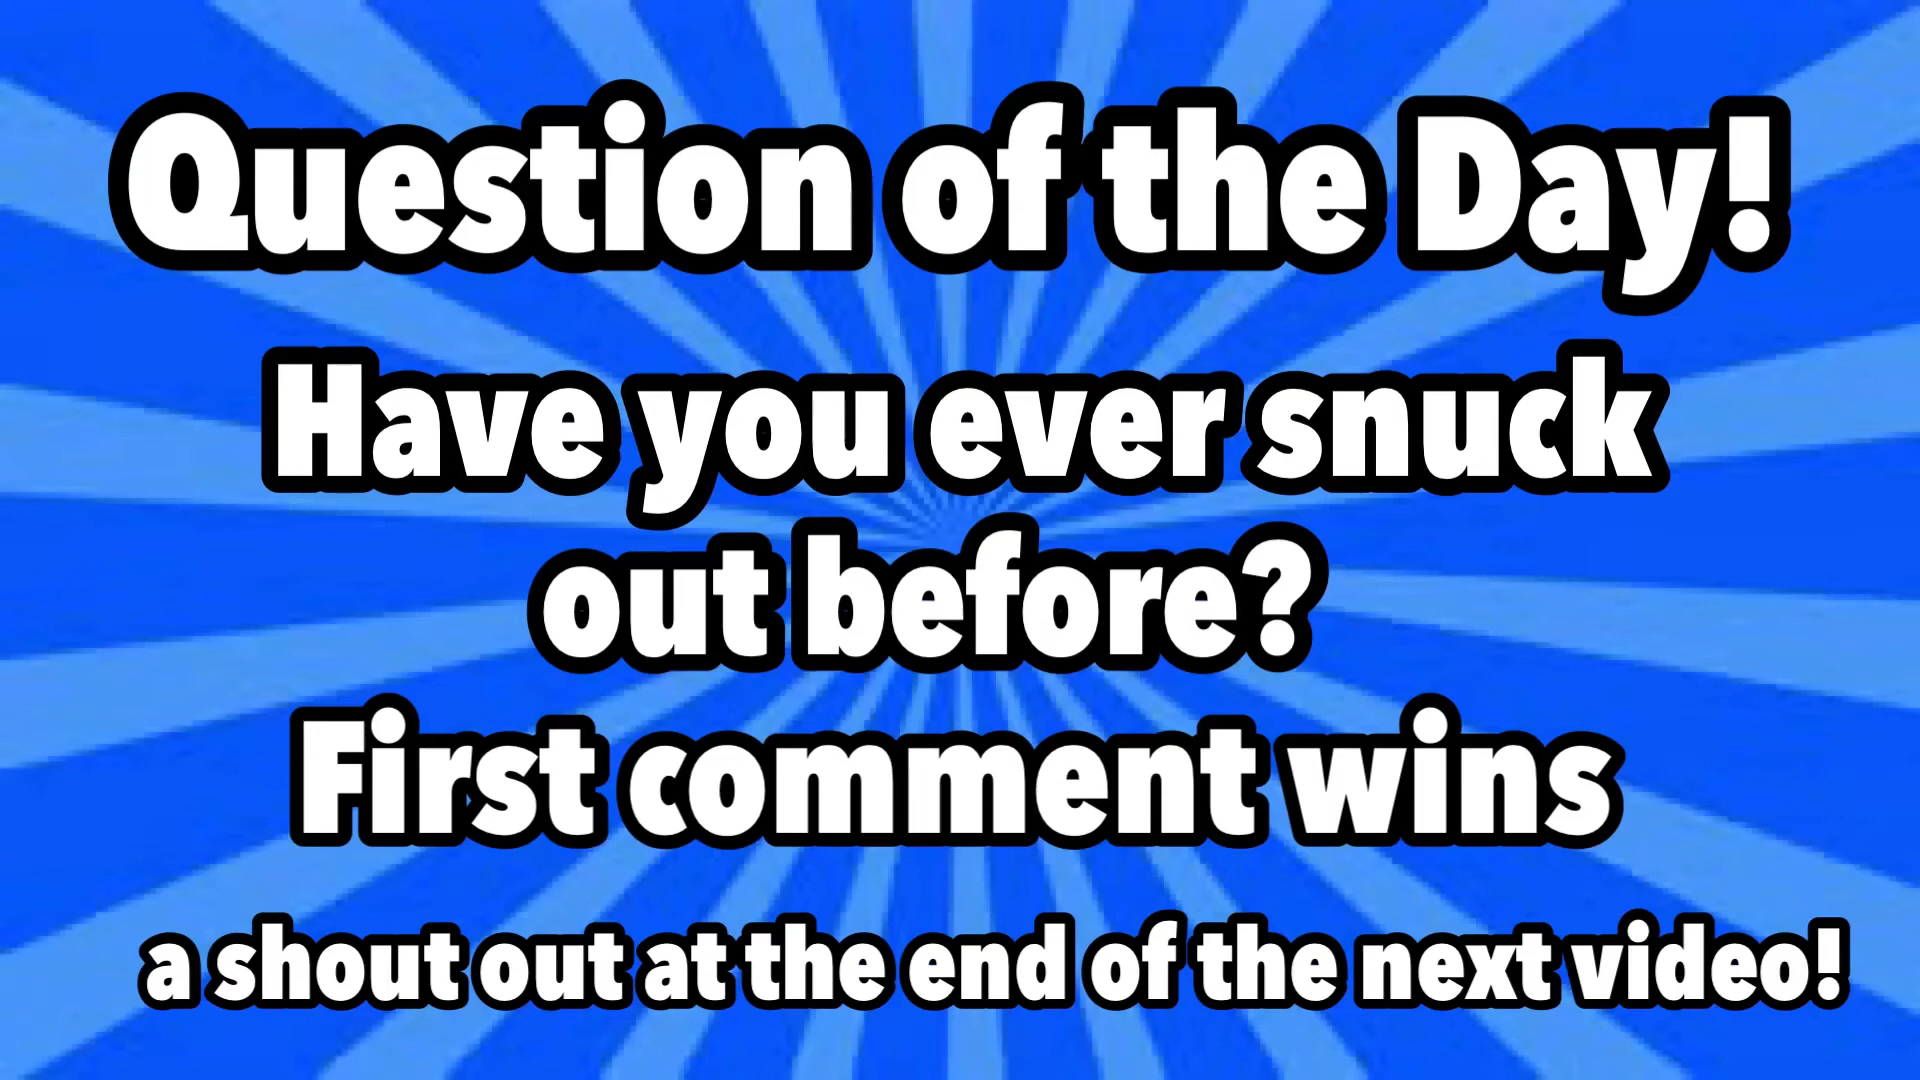 Question of the Day!
Have you ever snuck
out before?
First comment wins
a shout out at the end of the next video!